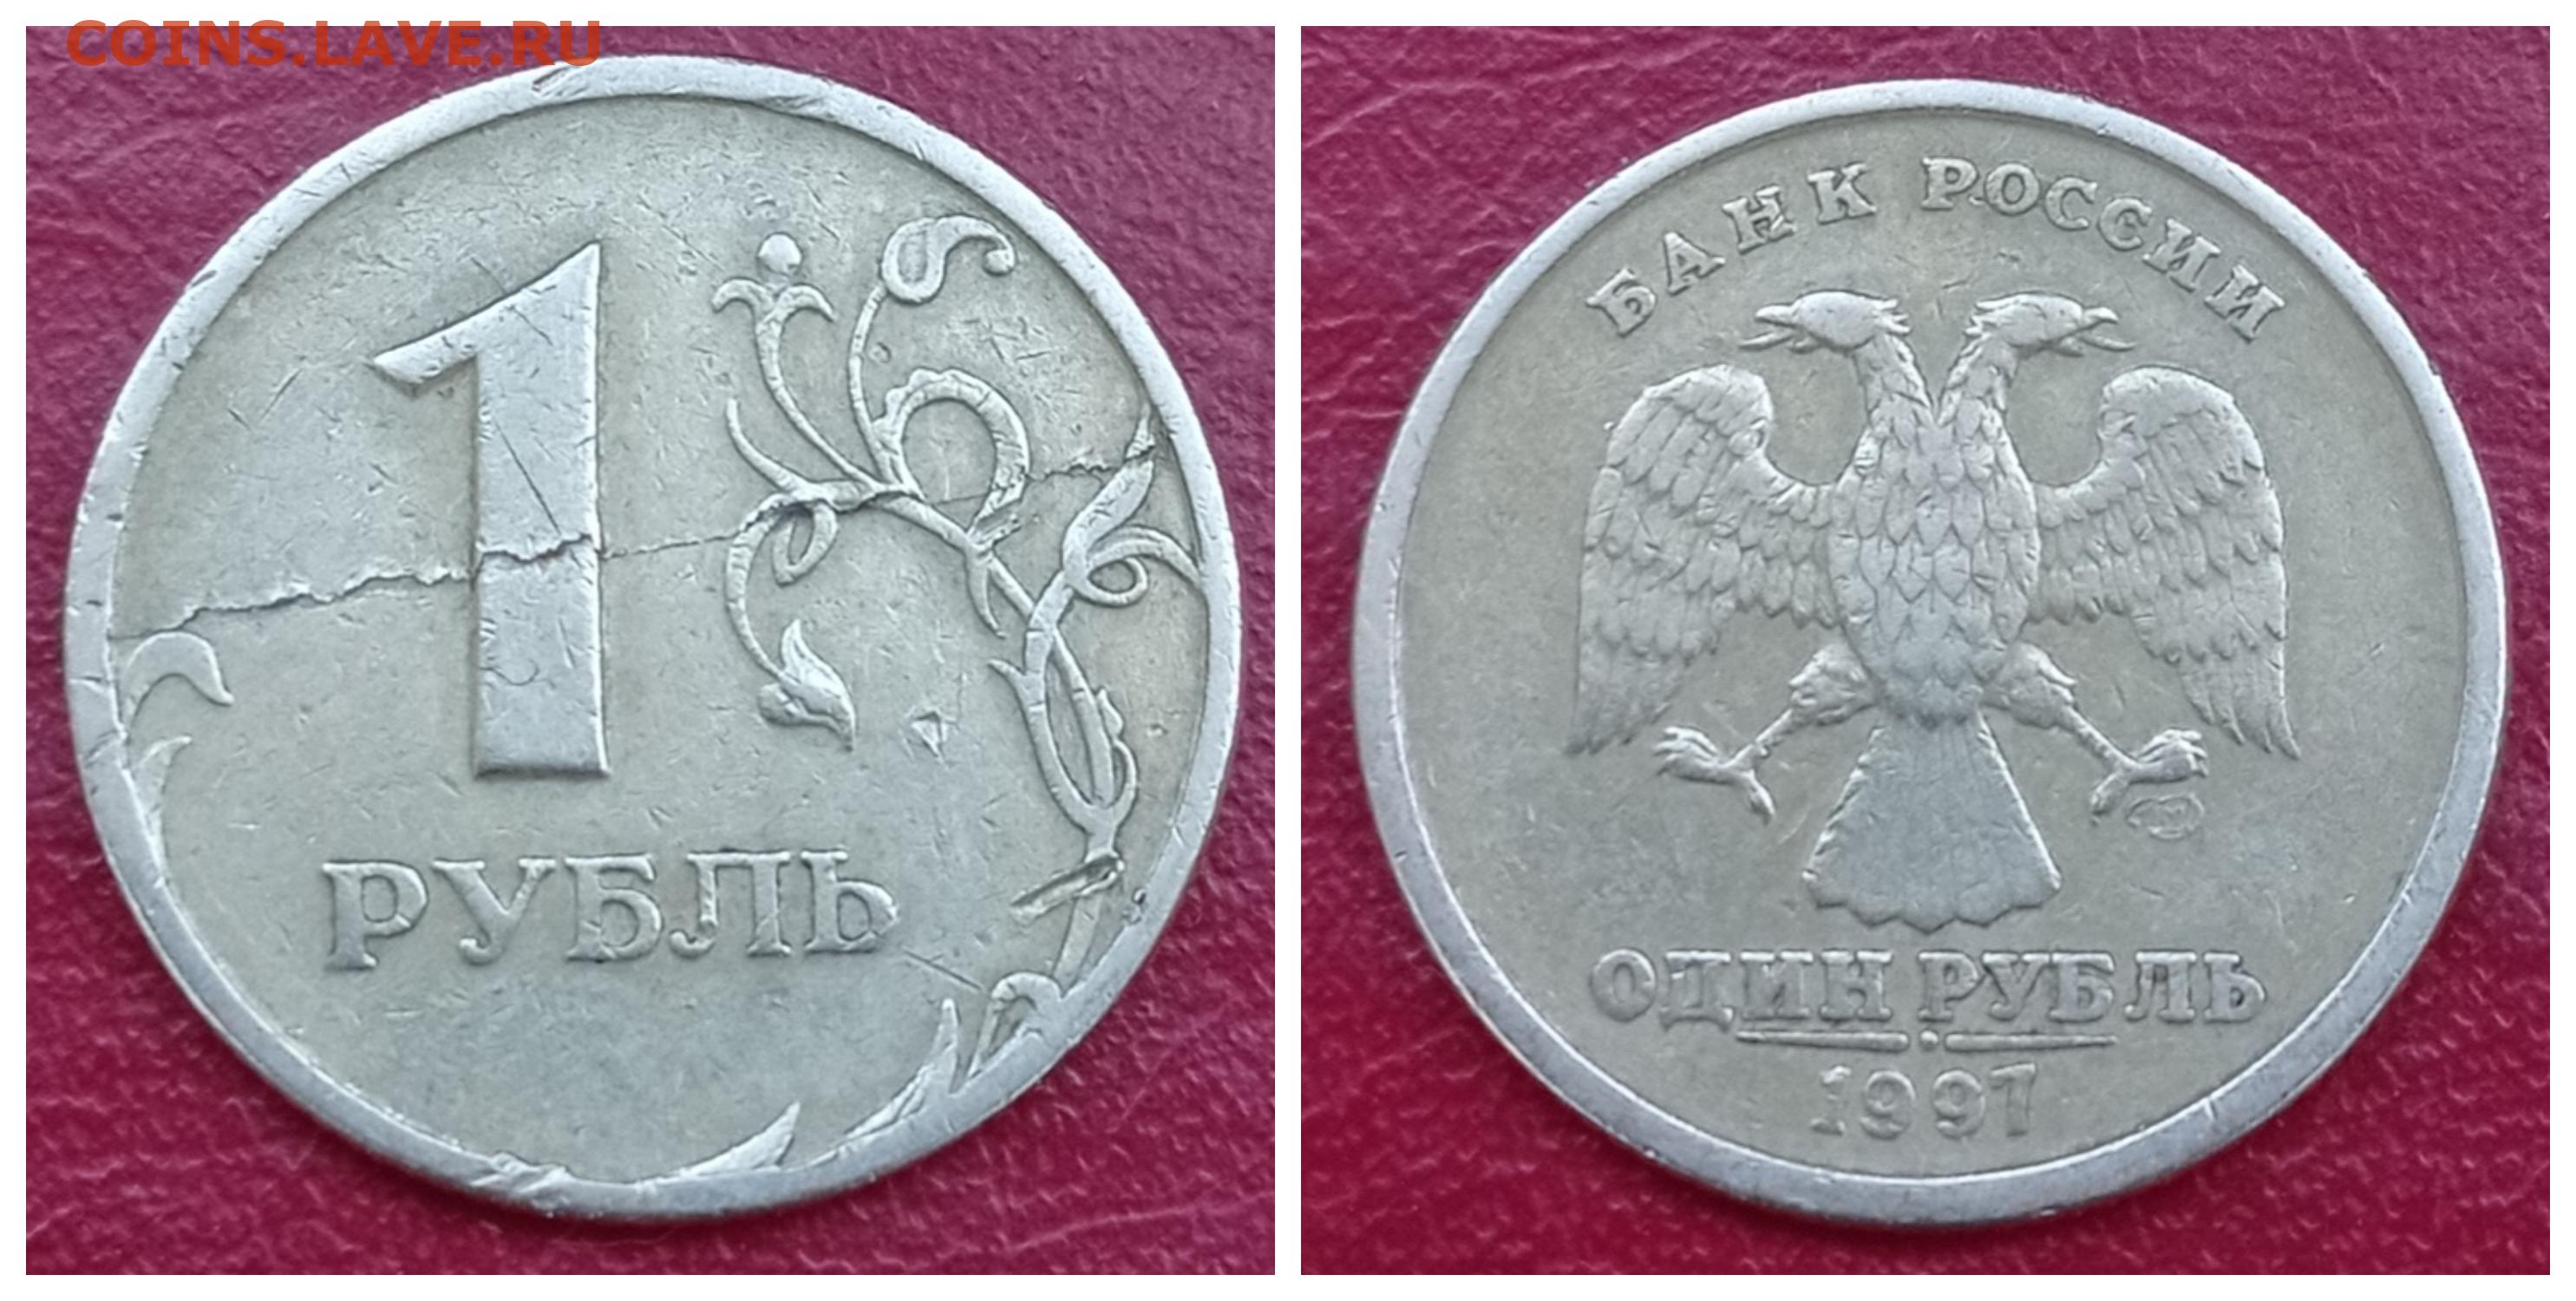 COINS.LAVE.RU
1
РУБЛЬ
БАНК РОССИИ
ОДИН РУБЛЬ
1997